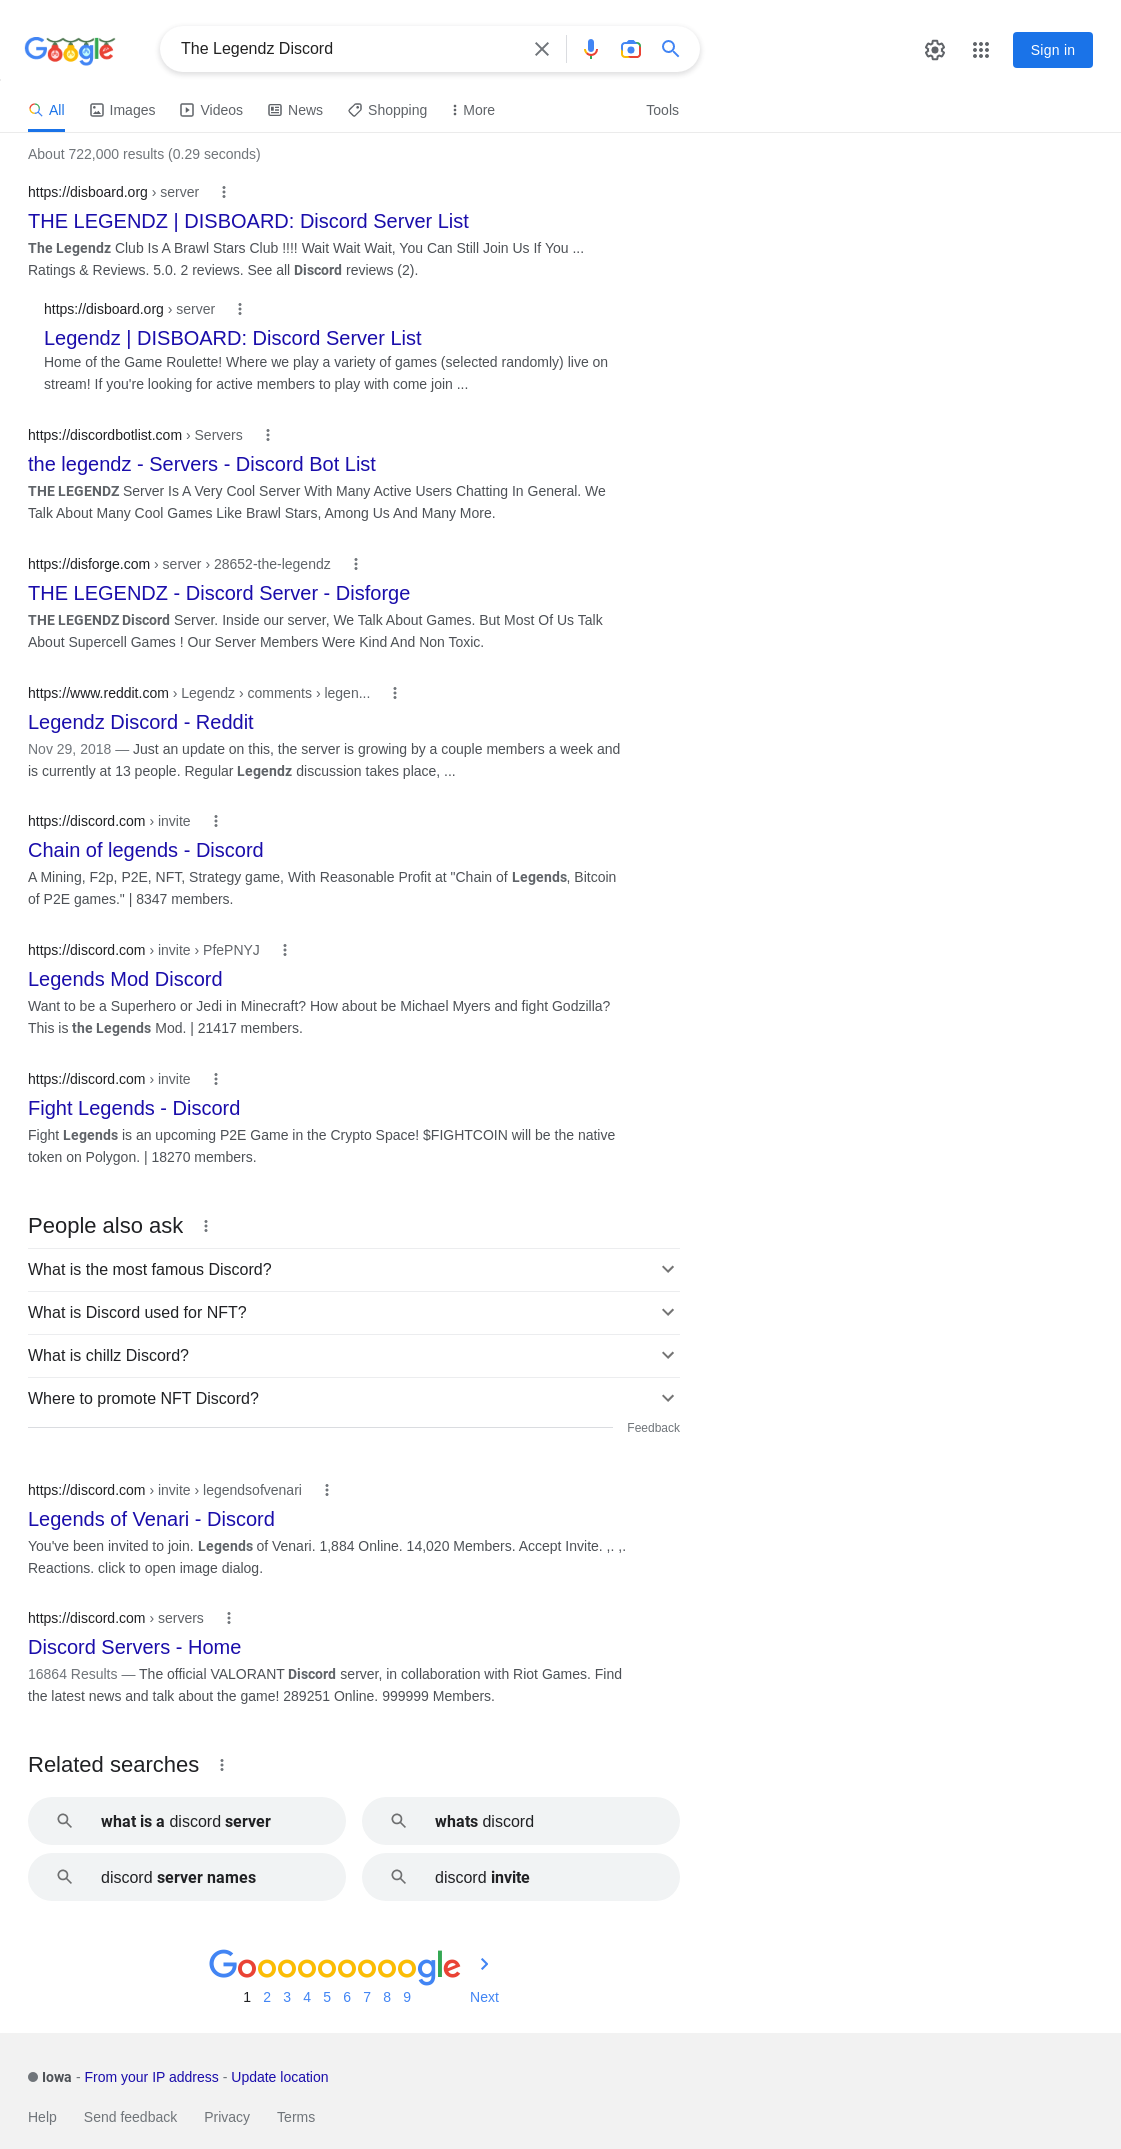 Google
The Legendz Discord
Sign in
All Images Videos News Shopping More Tools
About 722,000 results (0.29 seconds)
https://disboard.org › server
THE LEGENDZ | DISBOARD: Discord Server List
The Legendz Club Is A Brawl Stars Club !!!! Wait Wait Wait, You Can Still Join Us If You ...
Ratings & Reviews. 5.0. 2 reviews. See all Discord reviews (2).
https://disboard.org › server
Legendz | DISBOARD: Discord Server List
Home of the Game Roulette! Where we play a variety of games (selected randomly) live on
stream! If you're looking for active members to play with come join ...
https://discordbotlist.com › Servers
the legendz - Servers - Discord Bot List
THE LEGENDZ Server Is A Very Cool Server With Many Active Users Chatting In General. We
Talk About Many Cool Games Like Brawl Stars, Among Us And Many More.
https://disforge.com › server › 28652-the-legendz
THE LEGENDZ - Discord Server - Disforge
THE LEGENDZ Discord Server. Inside our server, We Talk About Games. But Most Of Us Talk
About Supercell Games ! Our Server Members Were Kind And Non Toxic.
https://www.reddit.com › Legendz › comments › legen...
Legendz Discord - Reddit
Nov 29, 2018 — Just an update on this, the server is growing by a couple members a week and
is currently at 13 people. Regular Legendz discussion takes place, ...
https://discord.com › invite
Chain of legends - Discord
A Mining, F2p, P2E, NFT, Strategy game, With Reasonable Profit at "Chain of Legends, Bitcoin
of P2E games." | 8347 members.
https://discord.com › invite › PfePNYJ
Legends Mod Discord
Want to be a Superhero or Jedi in Minecraft? How about be Michael Myers and fight Godzilla?
This is the Legends Mod. | 21417 members.
https://discord.com › invite
Fight Legends - Discord
Fight Legends is an upcoming P2E Game in the Crypto Space! $FIGHTCOIN will be the native
token on Polygon. | 18270 members.
People also ask
What is the most famous Discord?
What is Discord used for NFT?
What is chillz Discord?
Where to promote NFT Discord?
Feedback
https://discord.com › invite › legendsofvenari
Legends of Venari - Discord
You've been invited to join. Legends of Venari. 1,884 Online. 14,020 Members. Accept Invite. ,. ,.
Reactions. click to open image dialog.
https://discord.com › servers
Discord Servers - Home
16864 Results — The official VALORANT Discord server, in collaboration with Riot Games. Find
the latest news and talk about the game! 289251 Online. 999999 Members.
Related searches
what is a discord server
whats discord
discord server names
discord invite
Gooooooooogle
1 2 3 4 5 6 7 8 9 Next
Iowa - From your IP address - Update location
Help Send feedback Privacy Terms